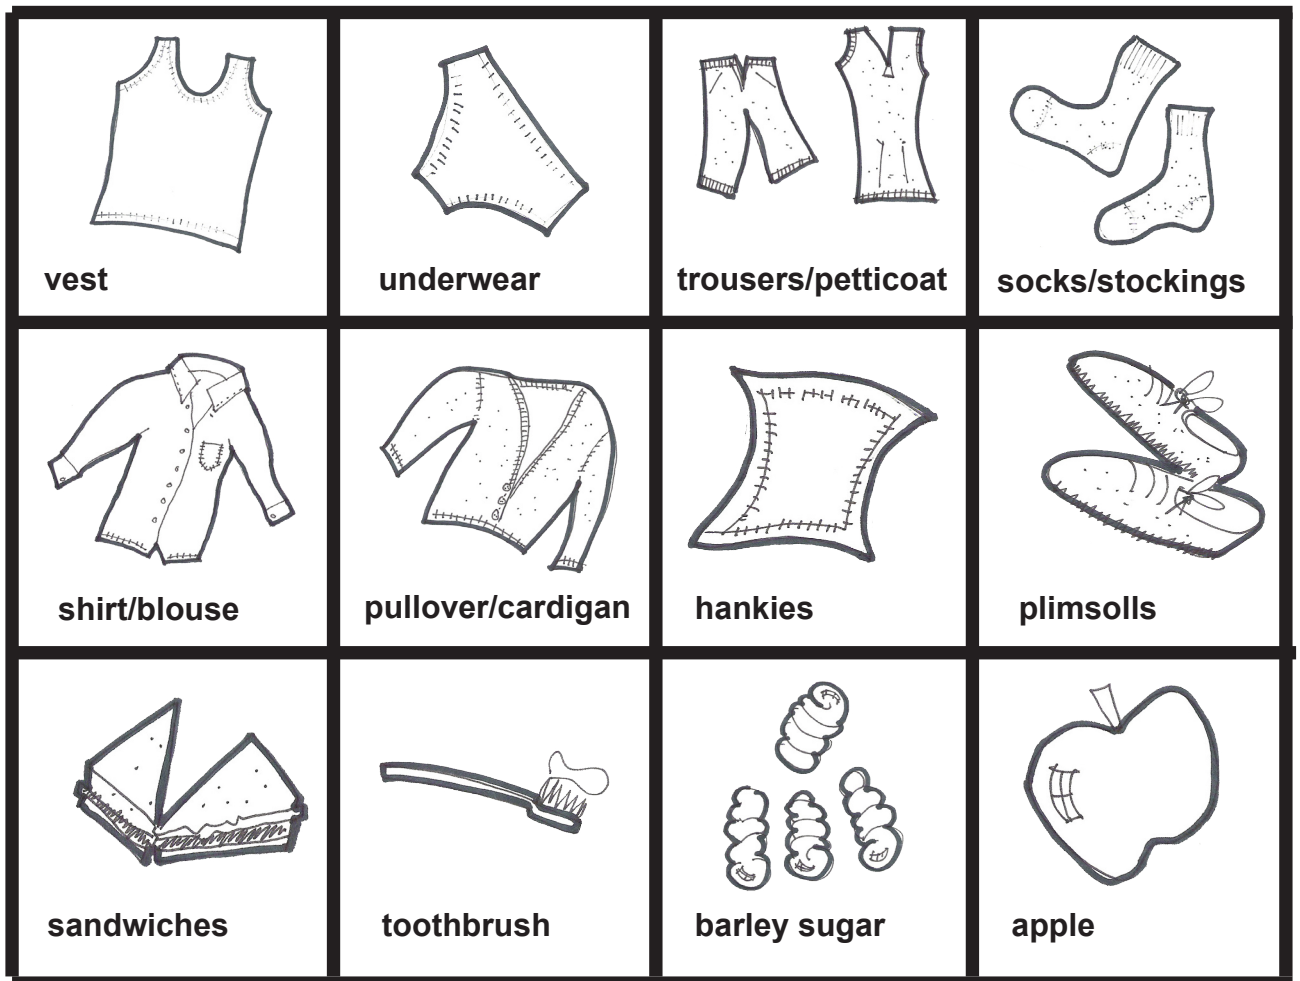 vest
underwear
trousers/petticoat
socks/stockings
shirt/blouse
pullover/cardigan
hankies
plimsolls
sandwiches
toothbrush
barley sugar
apple